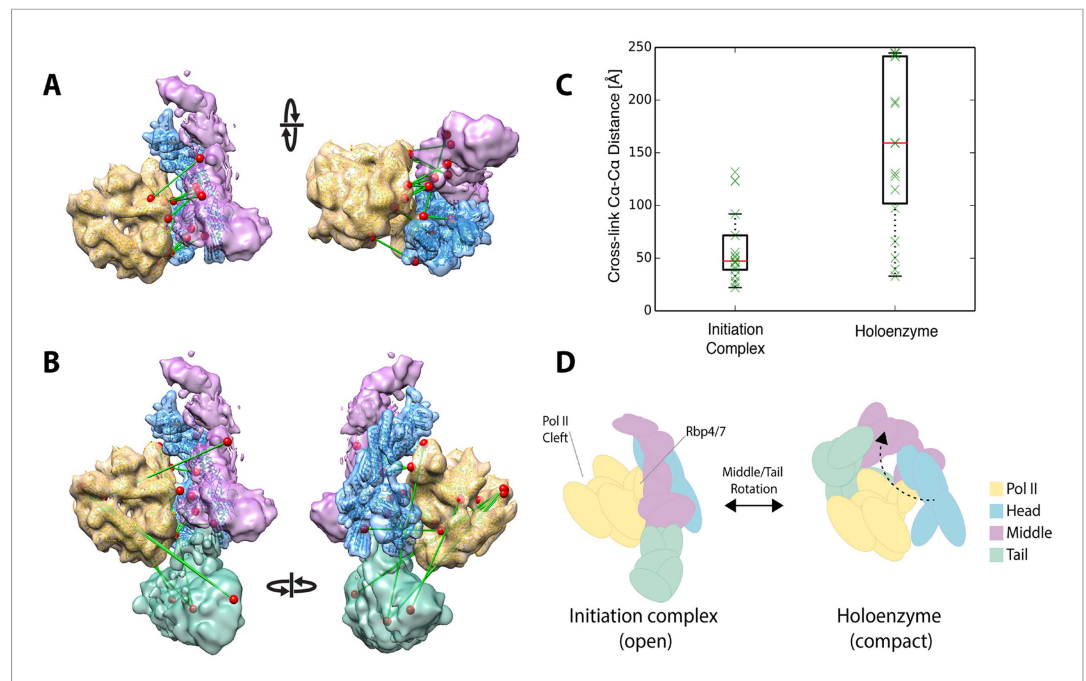 A
B
C
Cross-link Cα-Cα Distance [Å]
250
200
150
100
50
0
Initiation
Complex
Holoenzyme
D
Pol II
Cleft
Rbp4/7
Middle/Tail
Rotation
Pol II
Head
Middle
Tail
Initiation complex
(open)
Holoenzyme
(compact)